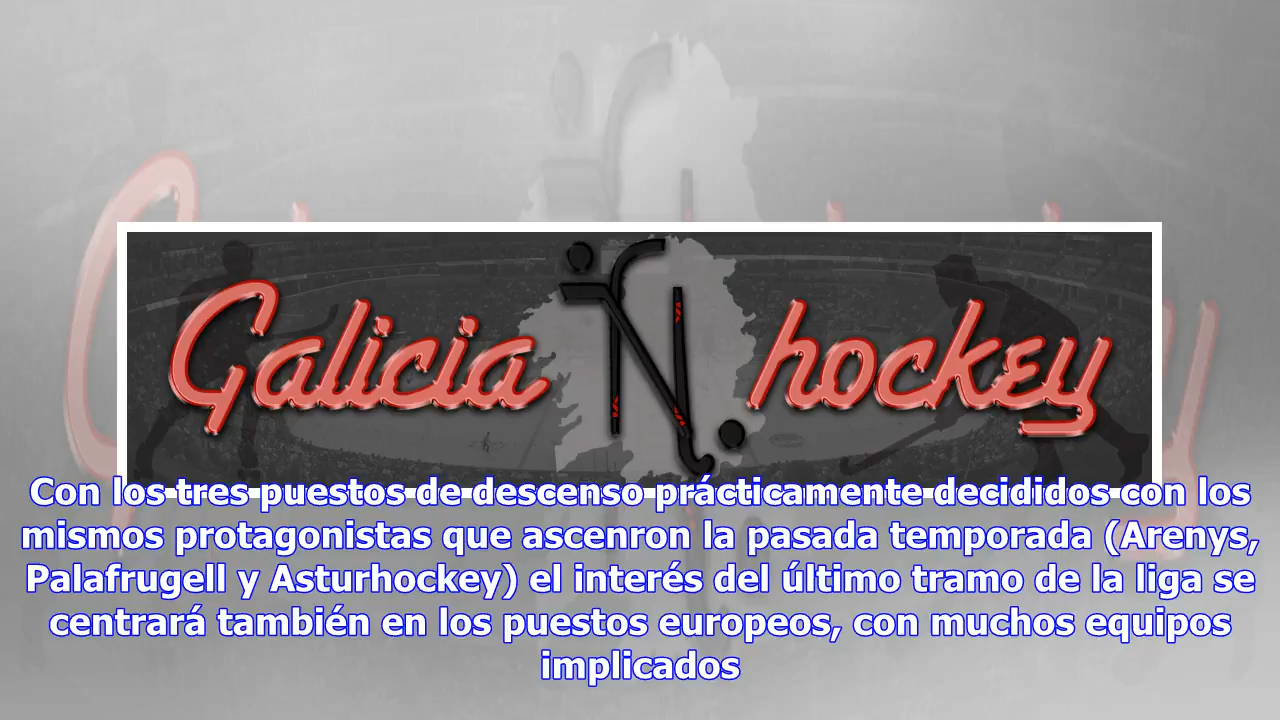 Galicia hockey
Con los tres puestos de descenso prácticamente decididos con los
mismos protagonistas que ascenron la pasada temporada (Arenys,
Palafrugell y Asturhockey) el interés del último tramo de la liga se
centrará también en los puestos europeos, con muchos equipos
implicados